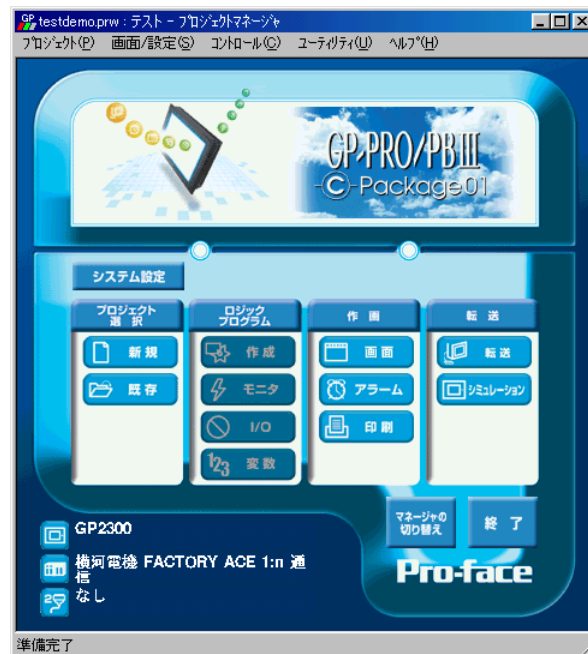 testdemo.prw : テスト - プロジェクトマネージャ
プロジェクト(P) 画面/設定(S) コントロール(C) ユーティリティ(U) ヘルプ(H)
GP-PRO/PBⅢ
-C-Package01
システム設定
プロジェクト
選択
新規
既存
ロジック
プログラム
作成
モニタ
I/O
123 変数
作画
画面
アラーム
印刷
転送
転送
シミュレーション
マネージャの
切り替え
終了
GP2300
横河電機 FACTORY ACE 1:n 通
信
なし
Pro-face
準備完了